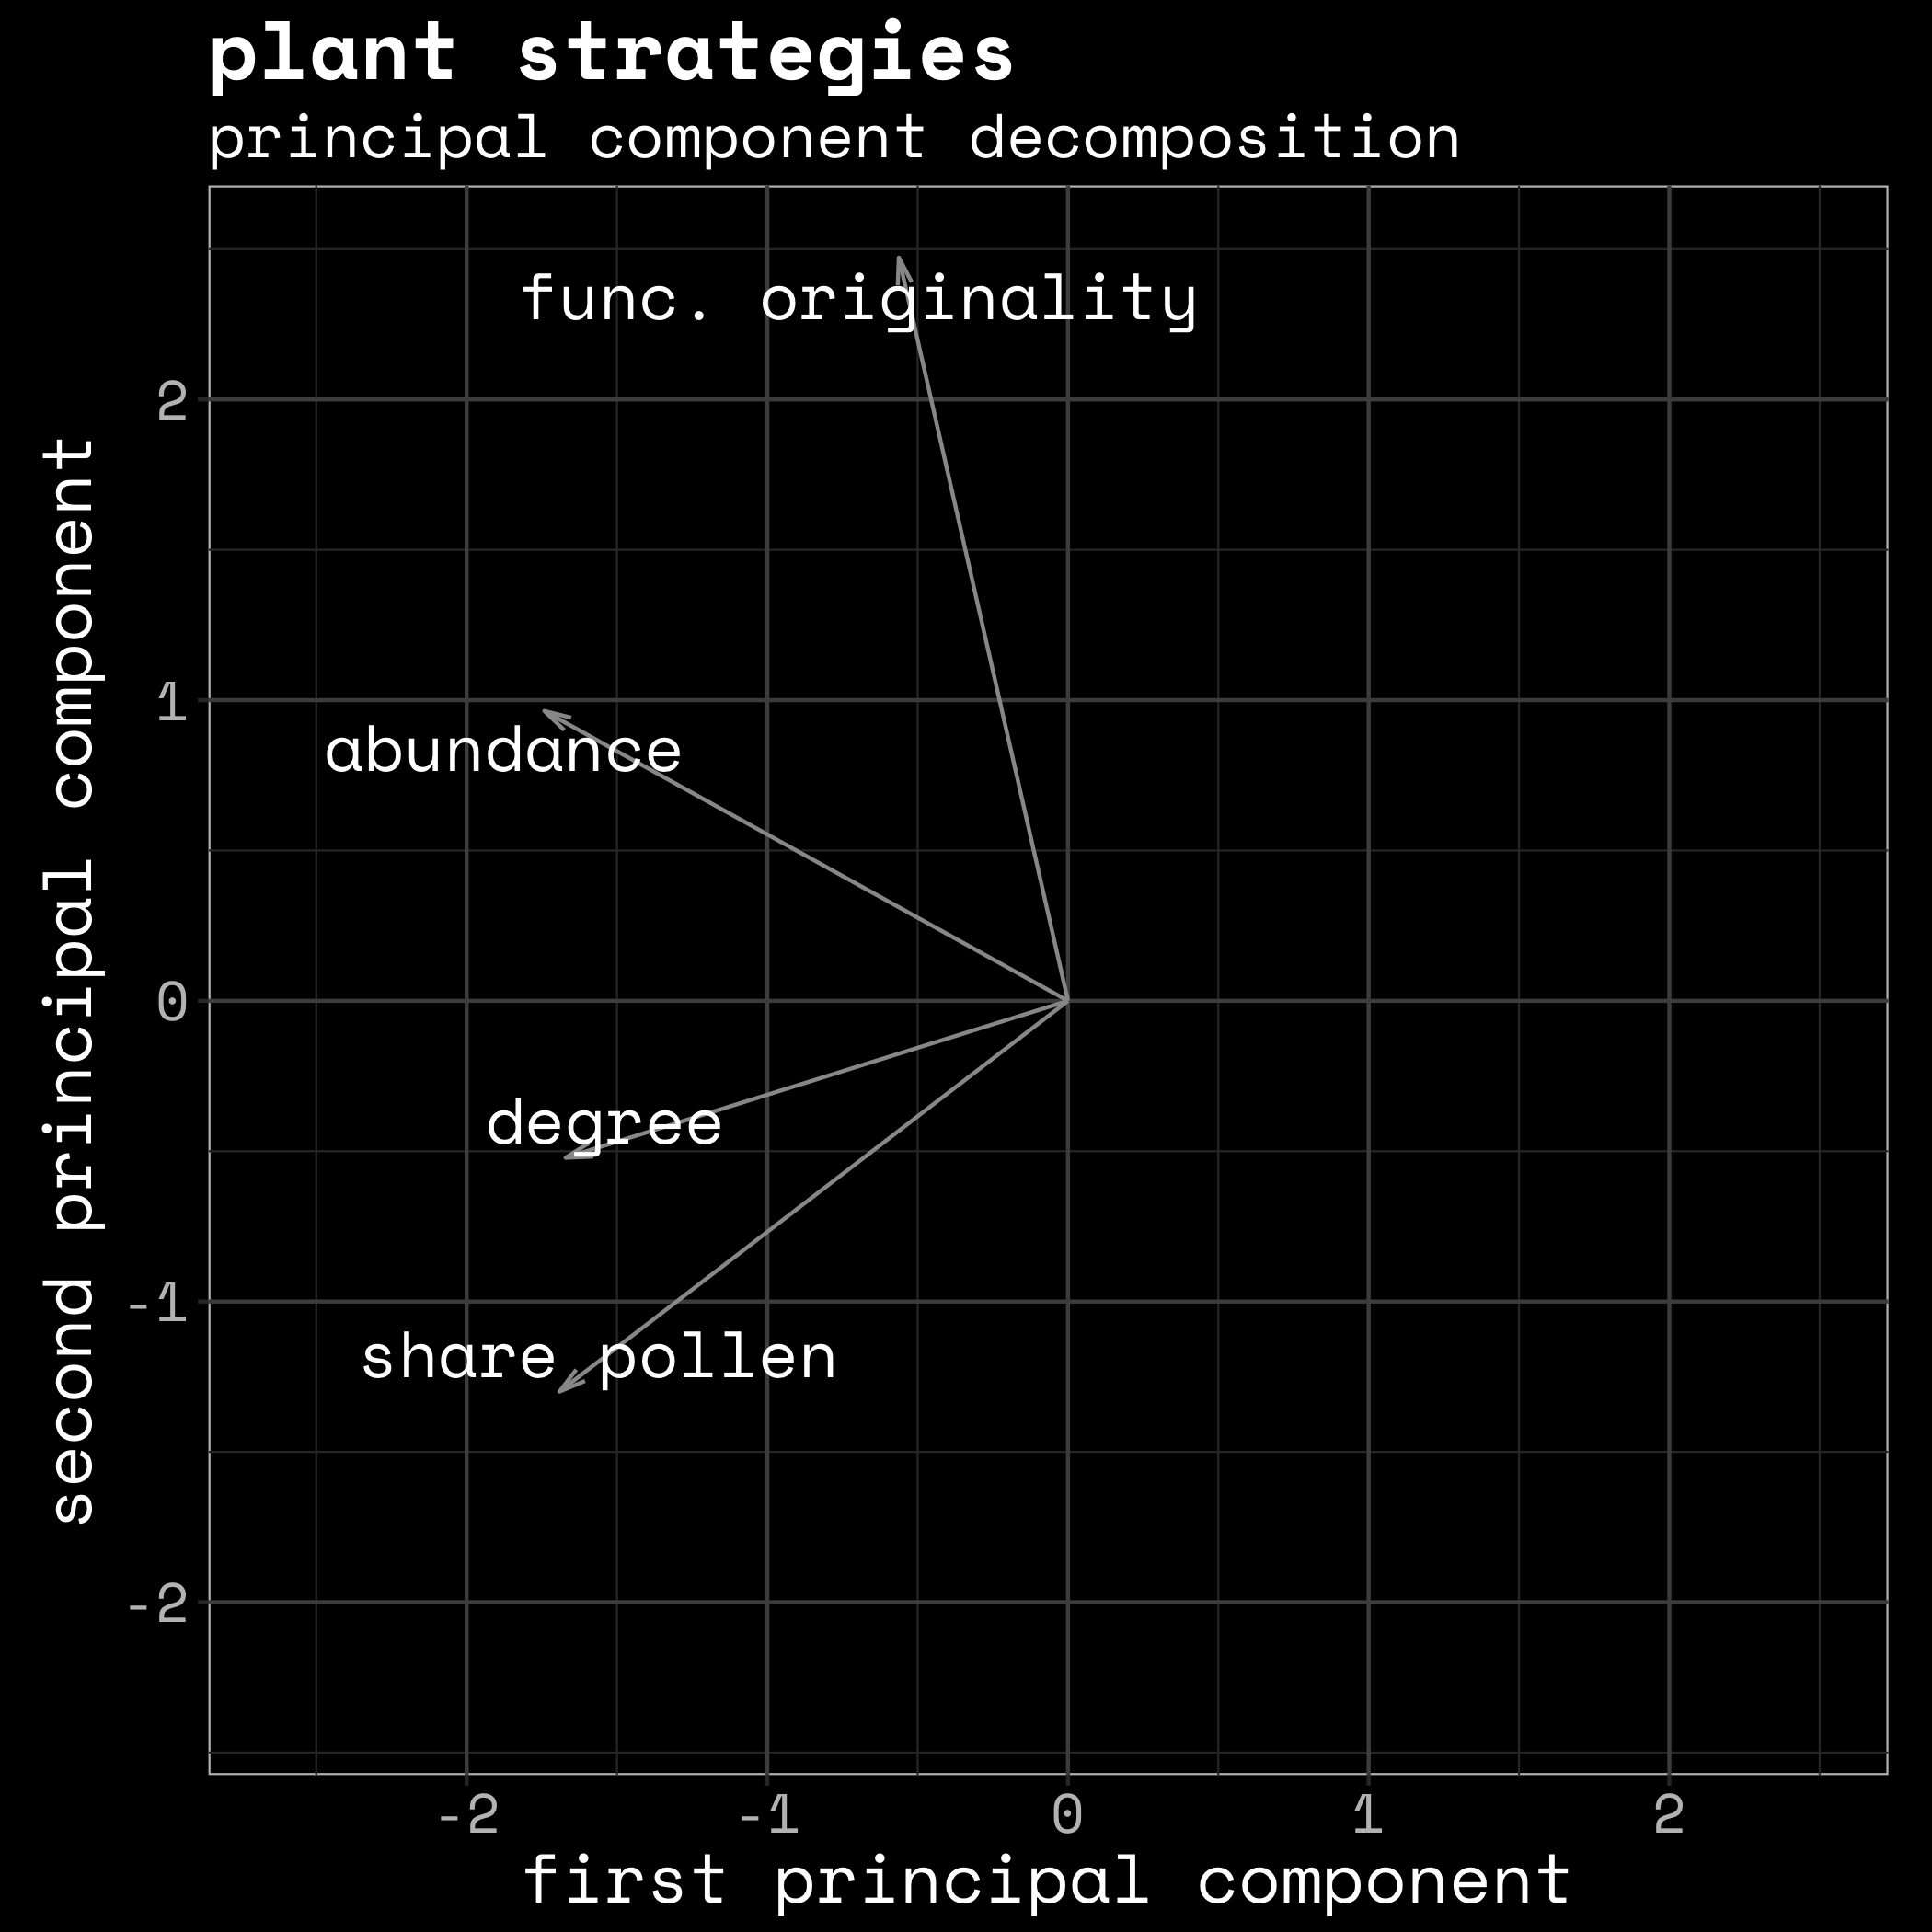 plant strategies
principal component decomposition
func. originality
2
second principal component
1
abundance
0
degree
-1
share pollen
-2
-2 -1 0 1 2
first principal component